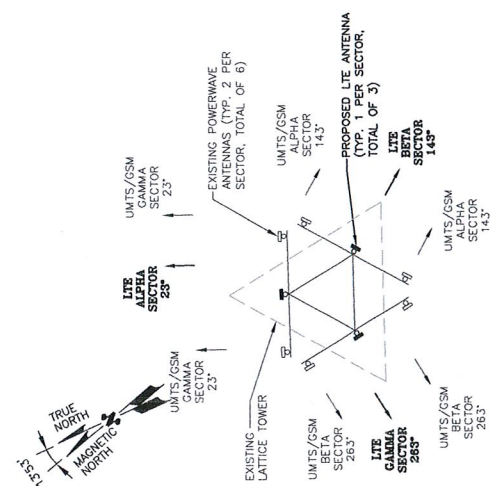 TRUE
NORTH
MAGNETIC
NORTH
UMTS/GSM
GAMMA
SECTOR
23°
LTE
ALPHA
SECTOR
23°
UMTS/GSM
GAMMA
SECTOR
23°
EXISTING POWERWAVE
ANTENNAS (TYP. 2 PER
SECTOR, TOTAL OF 6)
UMTS/GSM
ALPHA
SECTOR
143°
PROPOSED LTE ANTENNA
(TYP. 1 PER SECTOR,
TOTAL OF 3)
LTE
BETA
SECTOR
143°
UMTS/GSM
ALPHA
SECTOR
143°
EXISTING
LATTICE TOWER
UMTS/GSM
BETA
SECTOR
263°
LTE
GAMMA
SECTOR
263°
UMTS/GSM
BETA
SECTOR
263°